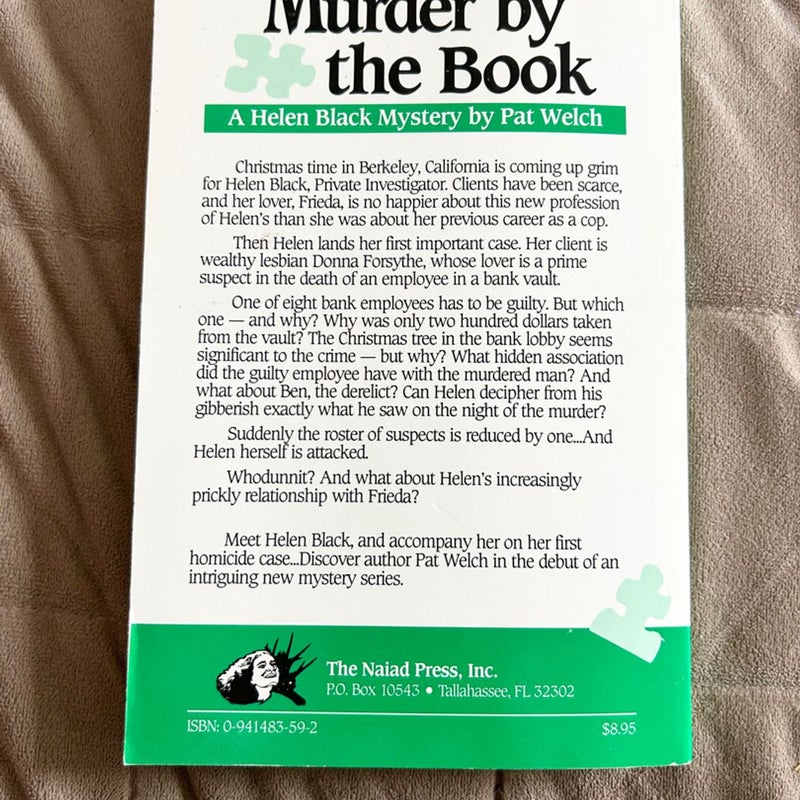 Murder by
the Book
A Helen Black Mystery by Pat Welch
Christmas time in Berkeley, California is coming up grim
for Helen Black, Private Investigator. Clients have been scarce,
and her lover, Frieda, is no happier about this new profession
of Helen's than she was about her previous career as a cop.
Then Helen lands her first important case. Her client is
wealthy lesbian Donna Forsythe, whose lover is a prime
suspect in the death of an employee in a bank vault.
One of eight bank employees has to be guilty. But which
one — and why? Why was only two hundred dollars taken
from the vault? The Christmas tree in the bank lobby seems
significant to the crime — but why? What hidden association
did the guilty employee have with the murdered man? And
what about Ben, the derelict? Can Helen decipher from his
gibberish exactly what he saw on the night of the murder?
Suddenly the roster of suspects is reduced by one...And
Helen herself is attacked.
Whodunnit? And what about Helen's increasingly
prickly relationship with Frieda?
Meet Helen Black, and accompany her on her first
homicide case...Discover author Pat Welch in the debut of an
intriguing new mystery series.
The Naiad Press, Inc.
P.O. Box 10543 • Tallahassee, FL 32302
ISBN: 0-941483-59-2 $8.95